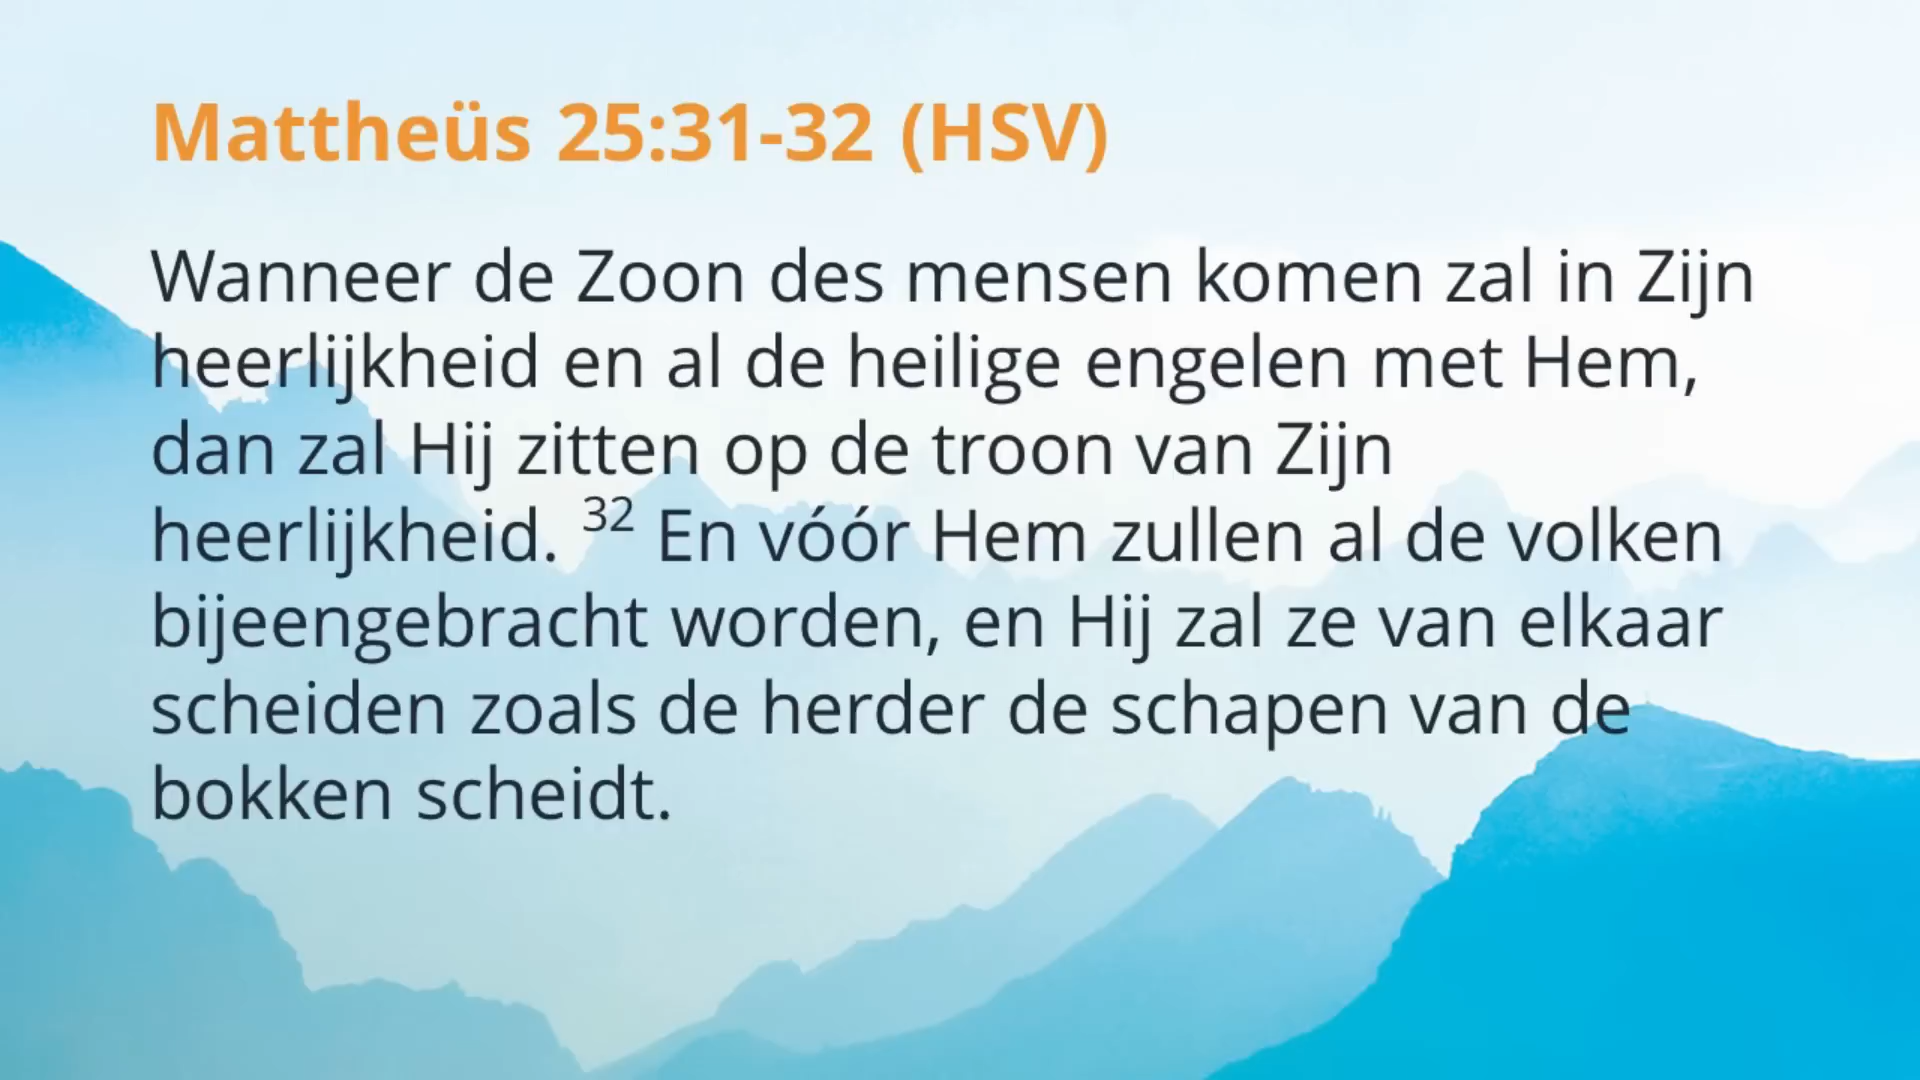 Mattheüs 25:31-32 (HSV)
Wanneer de Zoon des mensen komen zal in Zijn
heerlijkheid en al de heilige engelen met Hem,
dan zal Hij zitten op de troon van Zijn
heerlijkheid. 32 En vóór Hem zullen al de volken
bijeengebracht worden, en Hij zal ze van elkaar
scheiden zoals de herder de schapen van de
bokken scheidt.